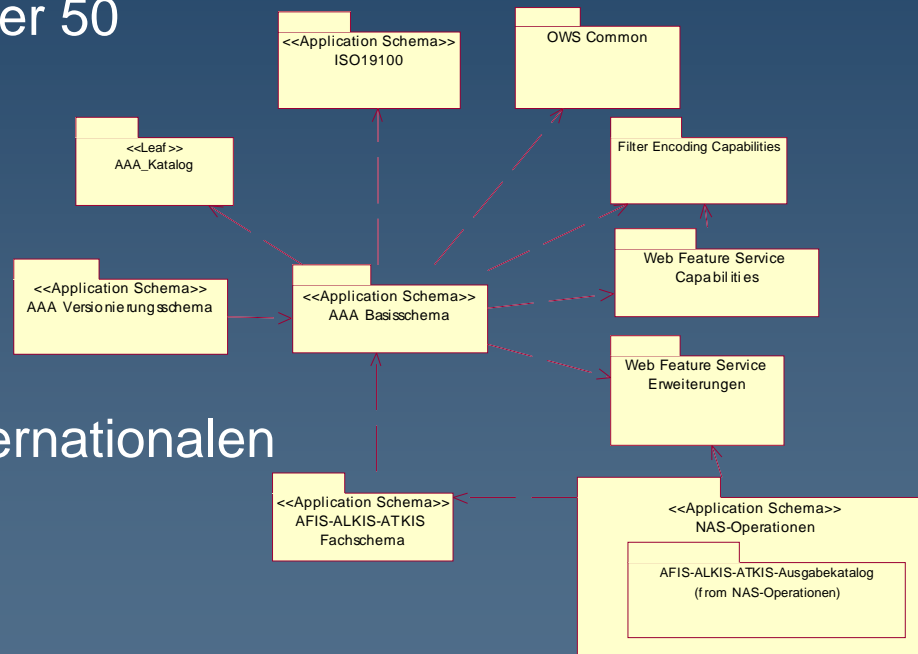 er 50
<<Application Schema>>
ISO19100
OWS Common
<<Leaf>>
AAA_Katalog
Filter Encoding Capabilities
Web Feature Service
Capabilities
<<Application Schema>>
AAA Versionierungsschema
<<Application Schema>>
AAA Basisschema
Web Feature Service
Erweiterungen
ernationalen
<<Application Schema>>
AFIS-ALKIS-ATKIS
Fachschema
<<Application Schema>>
NAS-Operationen
AFIS-ALKIS-ATKIS-Ausgabekatalog
(from NAS-Operationen)